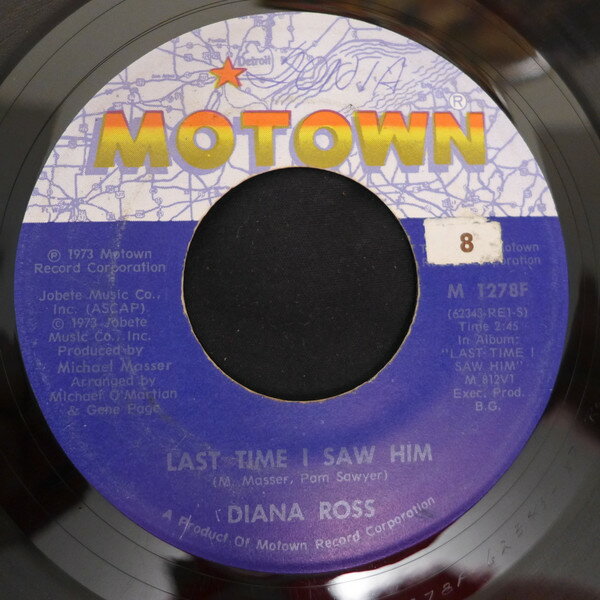 Detroit
SONJA
MOTOWN®
8
℗ 1973 Motown
Record Corporation
Jobete Music Co.,
Inc. (ASCAP)
© 1973 Jobete
Music Co., Inc.
Produced by
Michael Masser
Arranged by
Michael O'Martian
& Gene Page
Motown
Corporation
M 1278F
(62343-RE1-S)
Time 2:45
In Album:
"LAST TIME I
SAW HIM"
M 812V1
Exec. Prod.
B.G.
LAST TIME I SAW HIM
(M. Masser, Pam Sawyer)
DIANA ROSS
A Product Of Motown Record Corporation